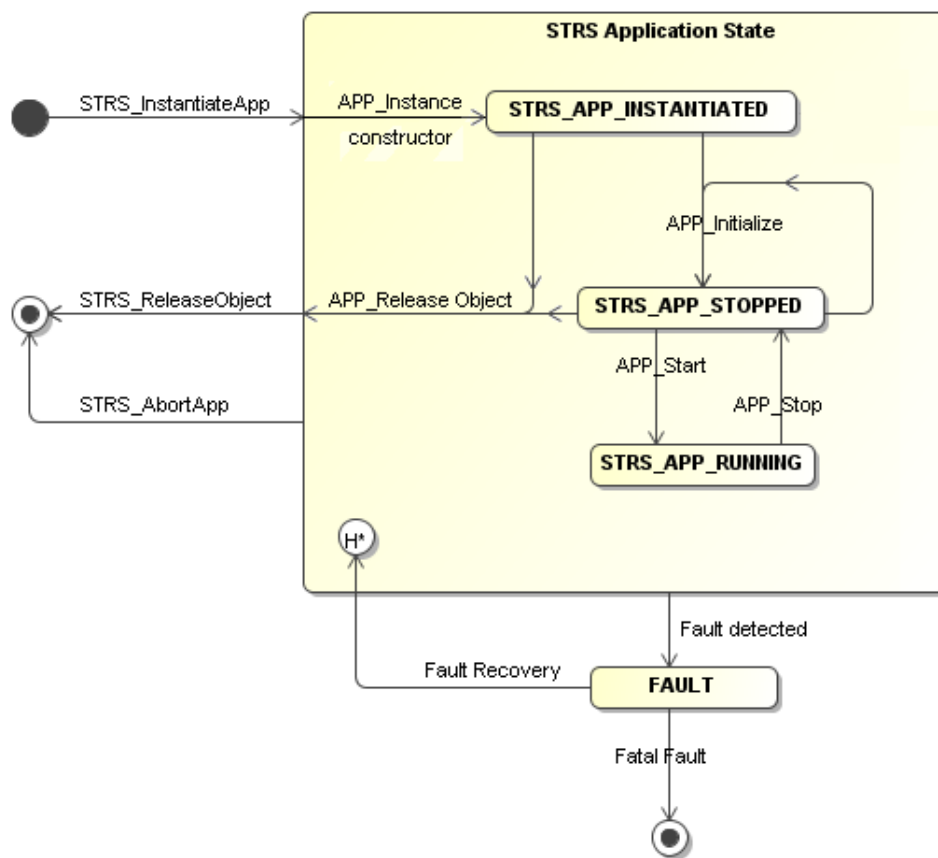 STRS Application State
STRS_InstantiateApp
APP_Instance
constructor
STRS_APP_INSTANTIATED
APP_Initialize
STRS_ReleaseObject
APP_Release Object
STRS_APP_STOPPED
APP_Start
APP_Stop
STRS_AbortApp
STRS_APP_RUNNING
H*
Fault detected
Fault Recovery
FAULT
Fatal Fault